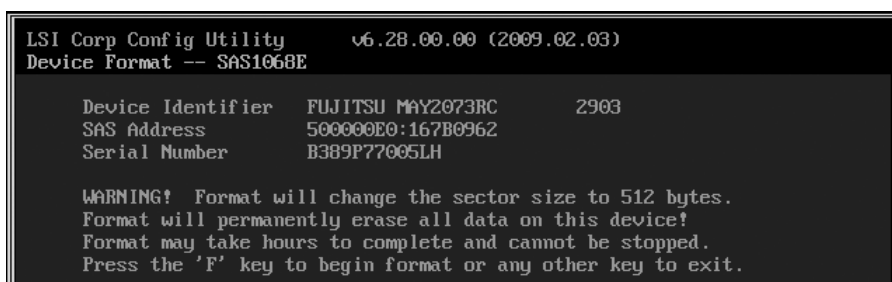 LSI Corp Config Utility v6.28.00.00 (2009.02.03)
Device Format -- SAS1068E
Device Identifier FUJITSU MAY2073RC 2903
SAS Address 500000E0:167B0962
Serial Number B389P77005LH
WARNING! Format will change the sector size to 512 bytes.
Format will permanently erase all data on this device!
Format may take hours to complete and cannot be stopped.
Press the 'F' key to begin format or any other key to exit.